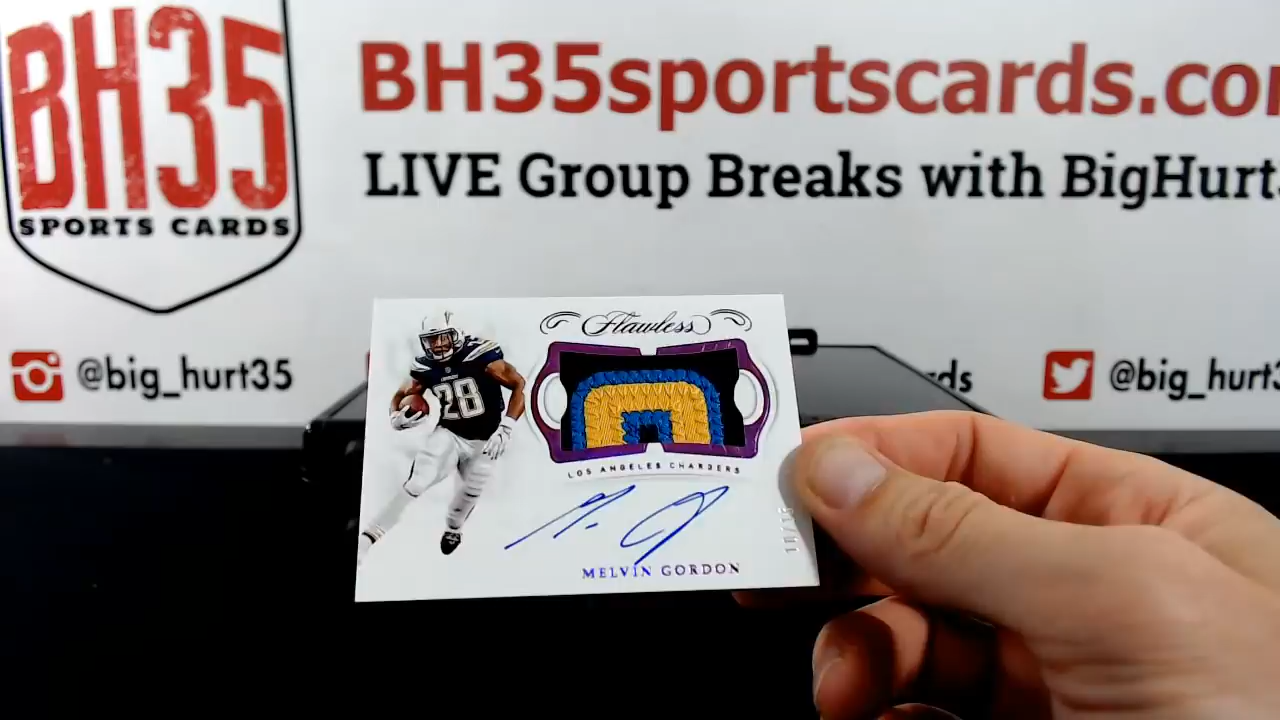 BH35
SPORTS CARDS
BH35sportscards.co
LIVE Group Breaks with BigHurt
@big_hurt35
@big_hurt3
Flawless
28
LOS ANGELES CHARGERS
MELVIN GORDON